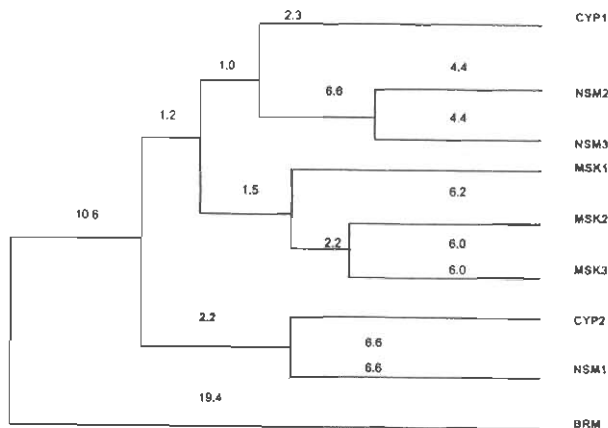 2.3 CYP1
1.0 4.4
6.6 NSM2
1.2 4.4
NSM3
MSK1
1.5 6.2
10 6 MSK2
2.2 6.0
6.0 MSK3
2.2 CYP2
6.6
6.6 NSM1
19.4
BRM